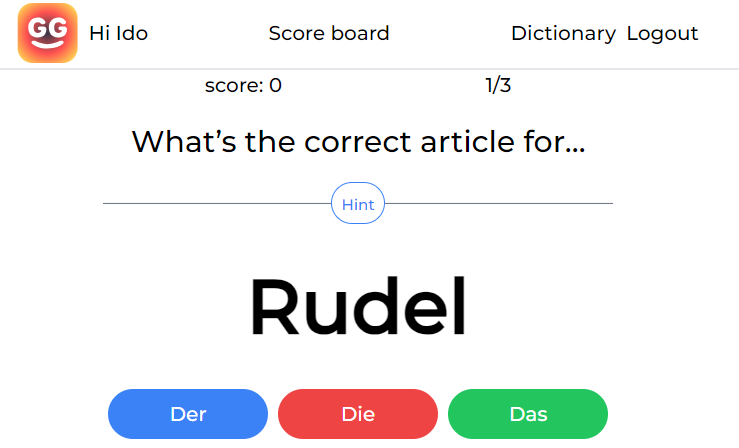 GG
Hi Ido
Score board
Dictionary
Logout
score: 0
1/3
What’s the correct article for...
Hint
Rudel
Der
Die
Das